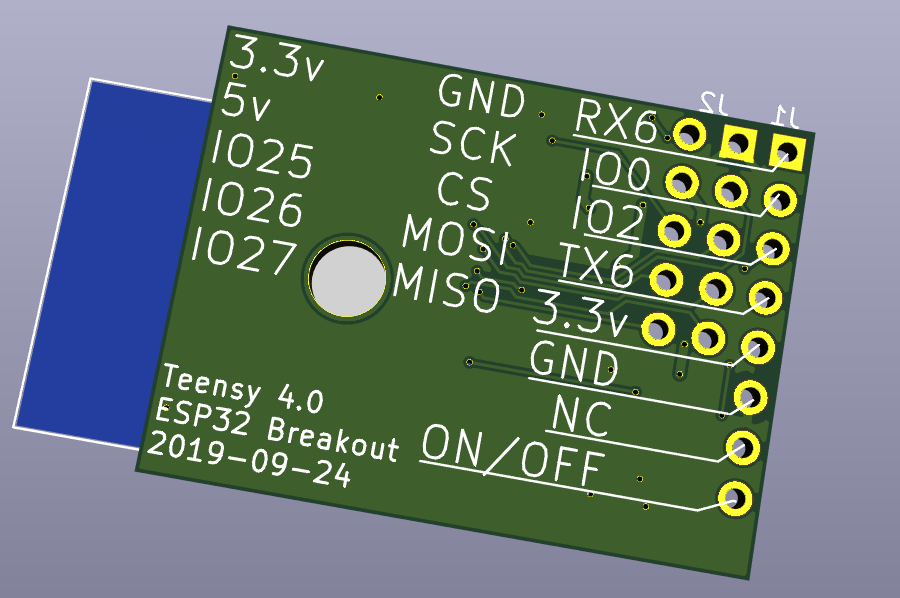 3.3v
5v
IO25
IO26
IO27
GND
SCK
CS
MOSI
MISO
J2
J1
RX6
IO0
IO2
TX6
3.3v
GND
NC
ON/OFF
Teensy 4.0
ESP32 Breakout
2019-09-24